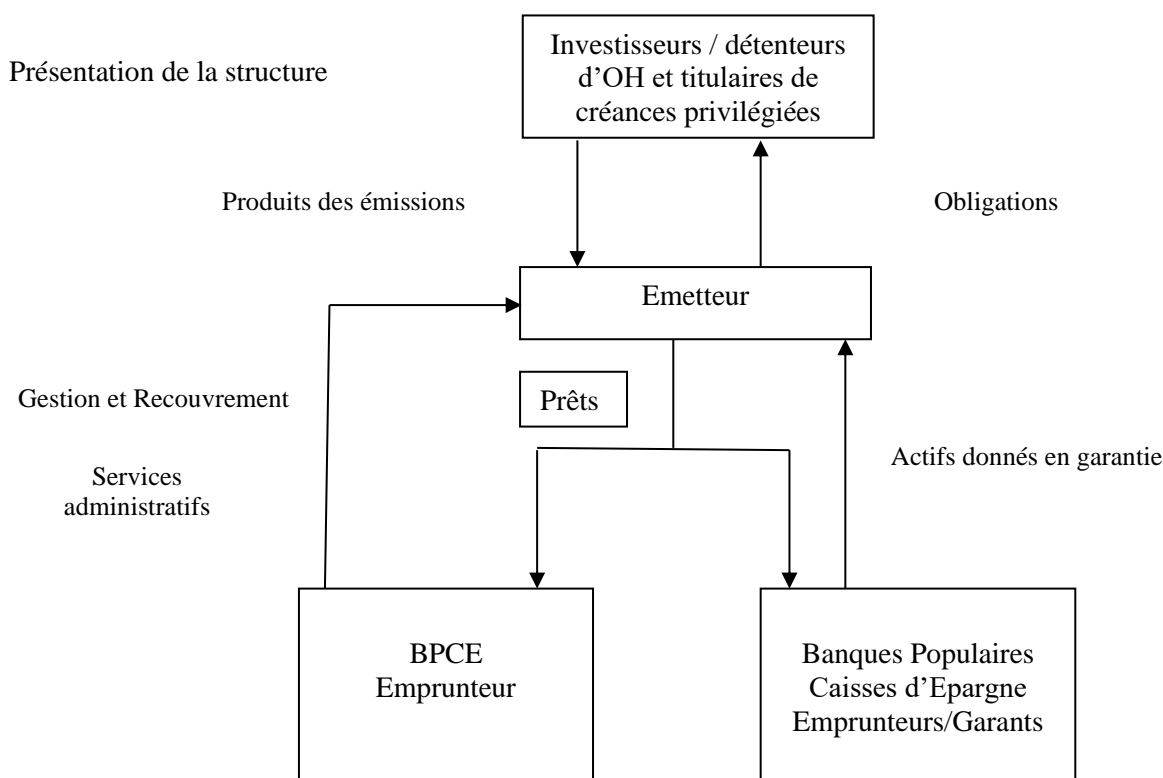 Présentation de la structure
Investisseurs / détenteurs
d’OH et titulaires de
créances privilégiées
Produits des émissions
Obligations
Emetteur
Gestion et Recouvrement
Prêts
Services
administratifs
Actifs donnés en garantie
BPCE
Emprunteur
Banques Populaires
Caisses d’Epargne
Emprunteurs/Garants